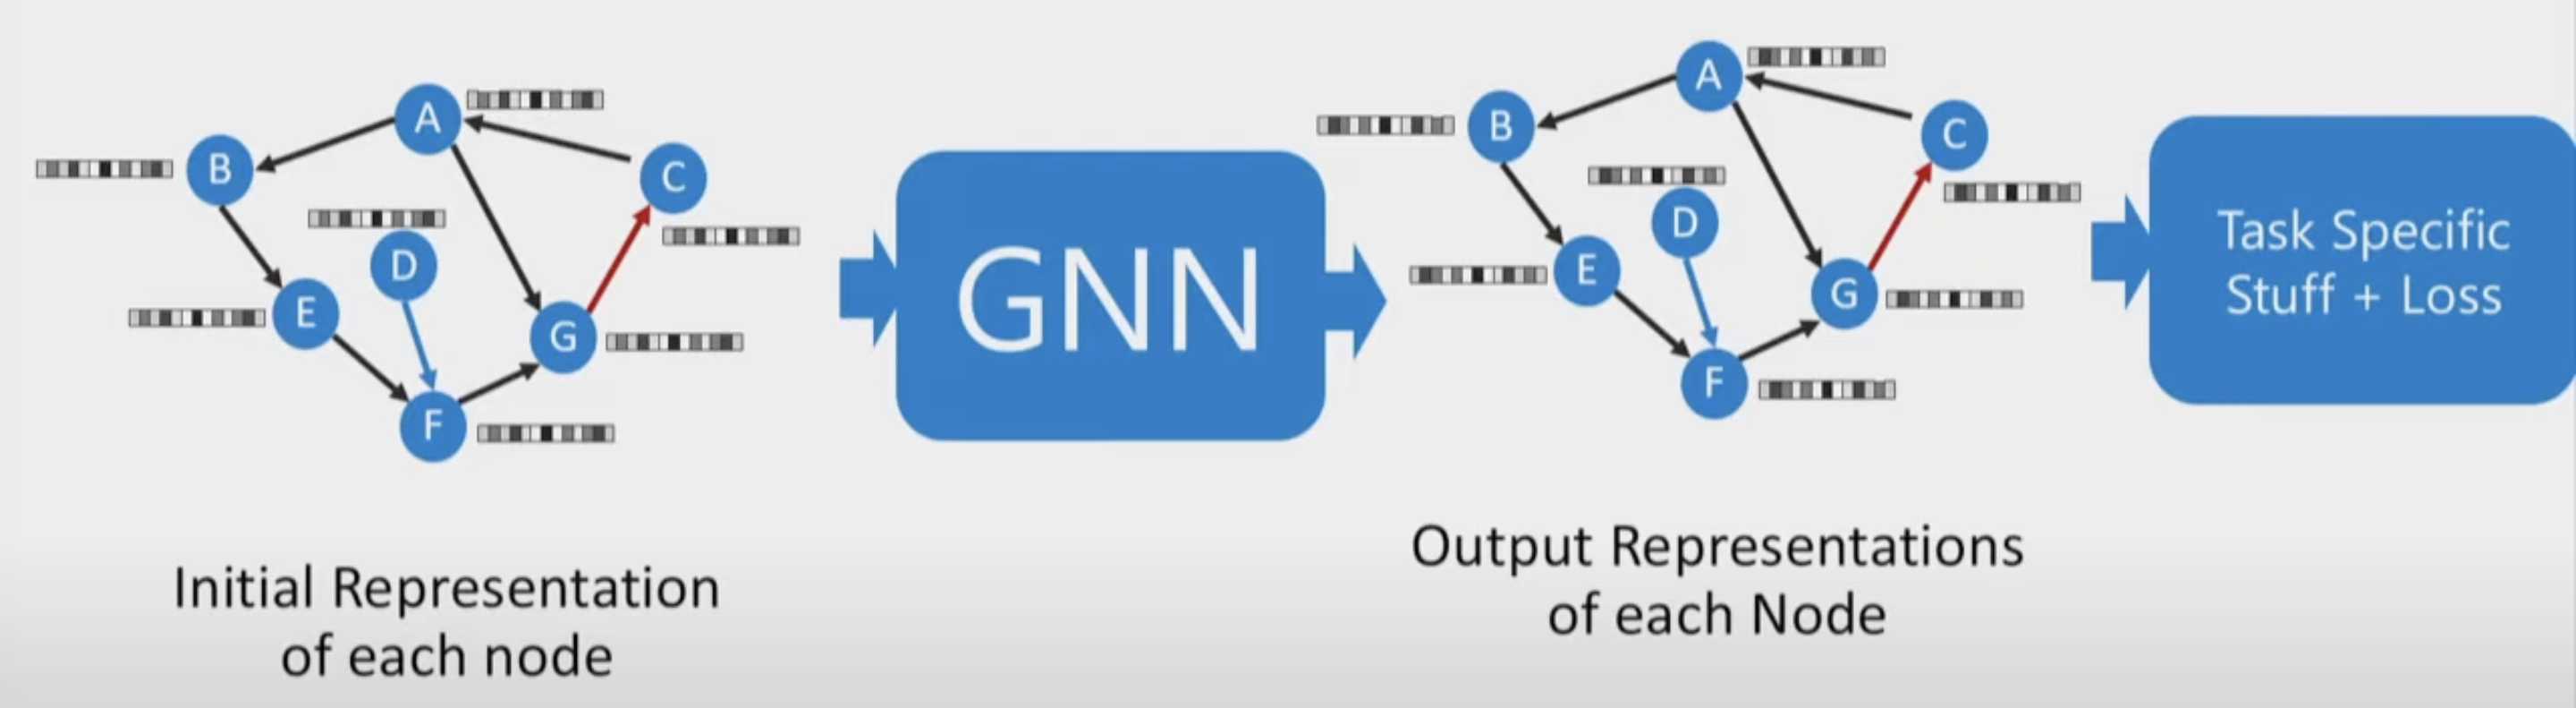 A
B
C
D
E
G
F
Initial Representation
of each node
GNN
A
B
C
D
E
G
F
Output Representations
of each Node
Task Specific
Stuff + Loss